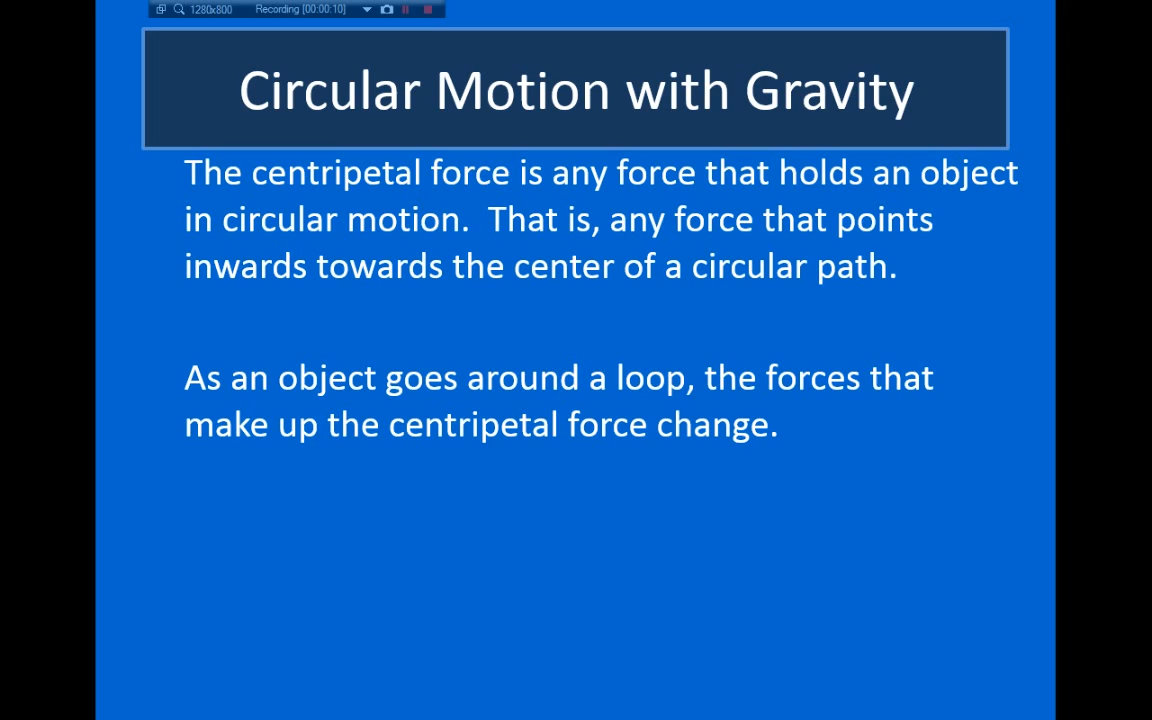 1280x800 Recording [00:00:10]
Circular Motion with Gravity
The centripetal force is any force that holds an object
in circular motion.  That is, any force that points
inwards towards the center of a circular path.
As an object goes around a loop, the forces that
make up the centripetal force change.